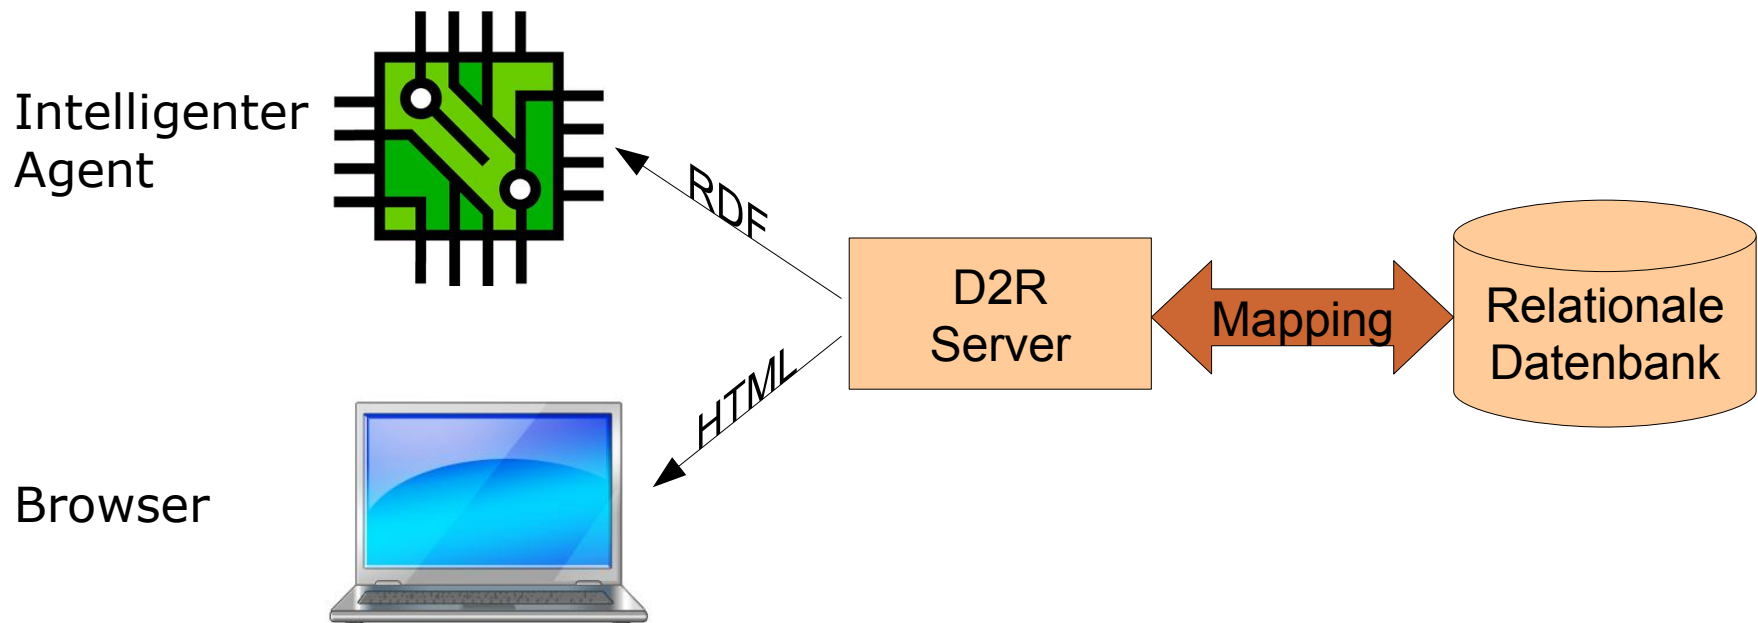 Intelligenter
Agent
RDF
D2R
Server
Mapping
Relationale
Datenbank
HTML
Browser